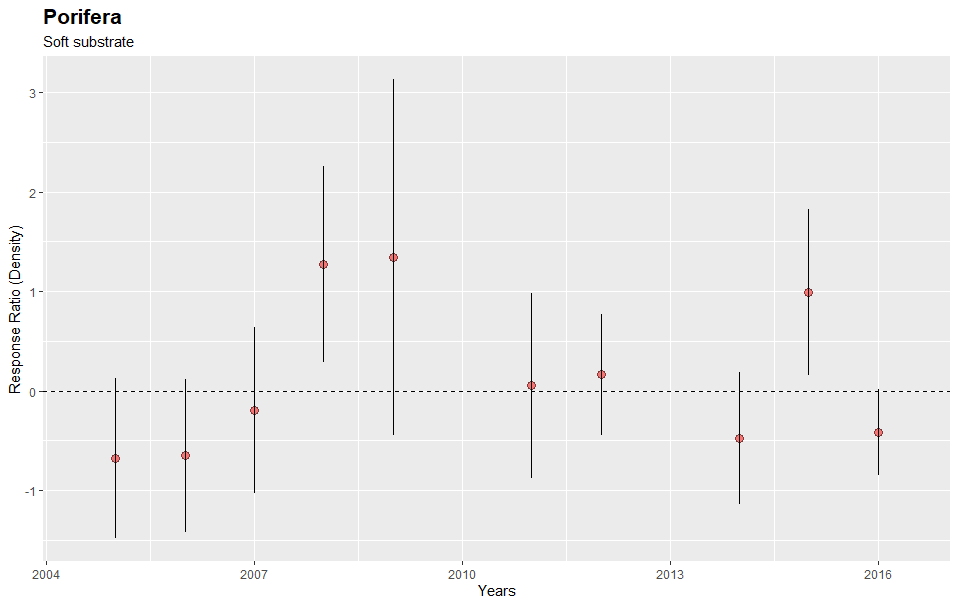 Porifera
Soft substrate
Response Ratio (Density)
3
2
1
0
-1
2004
2007
2010
2013
2016
Years